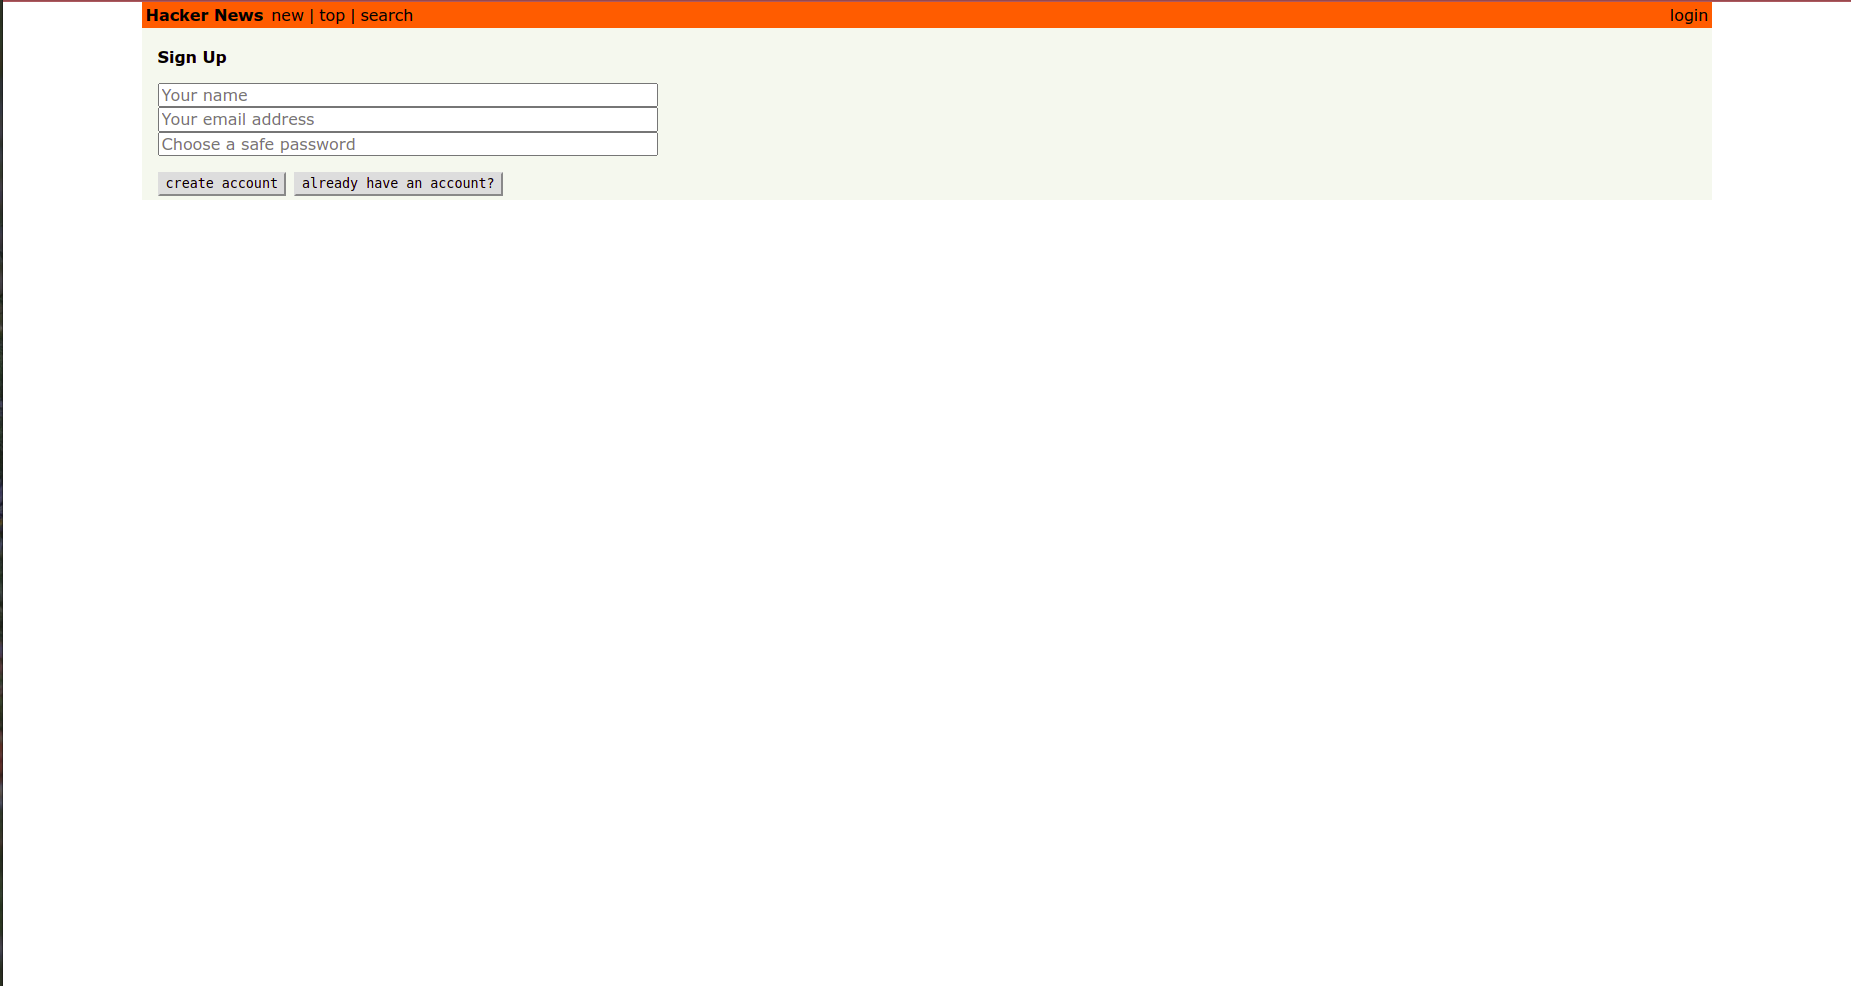 Hacker News new | top | search login
Sign Up
Your name
Your email address
Choose a safe password
create account already have an account?